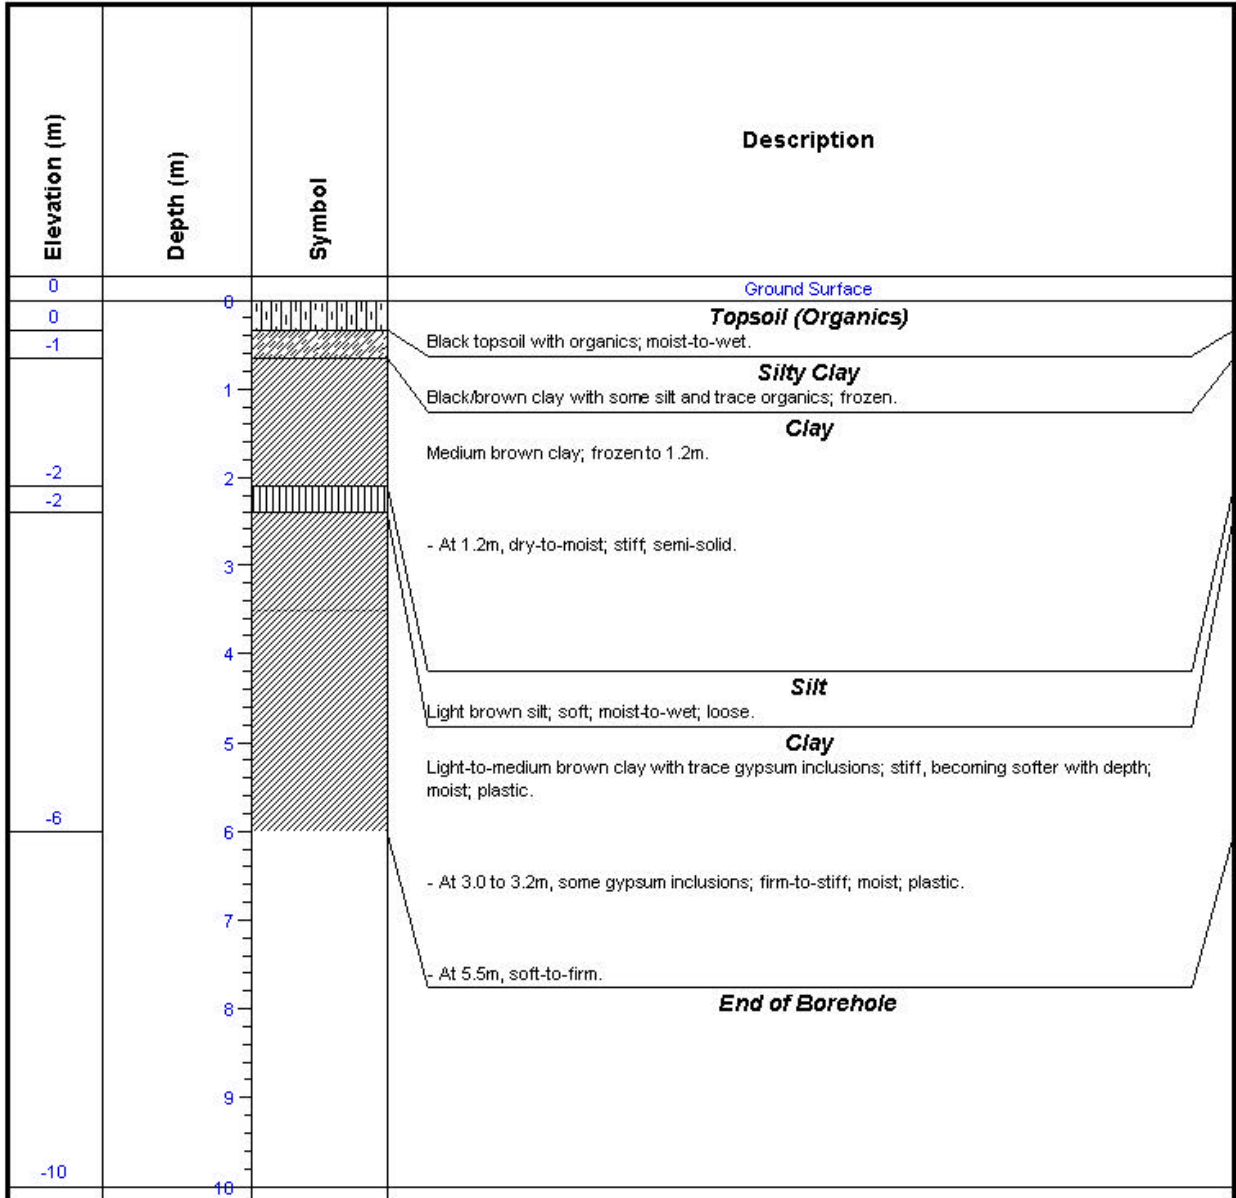 Elevation (m)
Depth (m)
Symbol
Description
0
Ground Surface
0
0
Topsoil (Organics)
-1
Black topsoil with organics; moist-to-wet.
Silty Clay
1
Black/brown clay with some silt and trace organics; frozen.
Clay
Medium brown clay; frozen to 1.2m.
-2
2
-2
- At 1.2m, dry-to-moist; stiff; semi-solid.
3
4
Silt
Light brown silt; soft; moist-to-wet; loose.
5
Clay
Light-to-medium brown clay with trace gypsum inclusions; stiff, becoming softer with depth;
moist; plastic.
-6
6
- At 3.0 to 3.2m, some gypsum inclusions; firm-to-stiff; moist; plastic.
7
- At 5.5m, soft-to-firm.
End of Borehole
8
9
-10
10